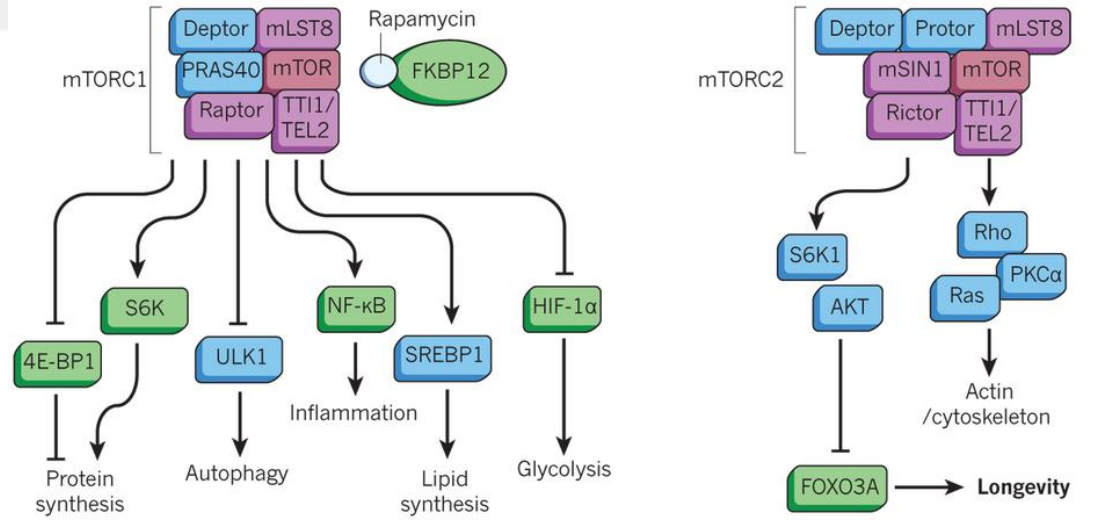 mTORC1
Deptor
mLST8
PRAS40
mTOR
Raptor
TTI1/
TEL2
Rapamycin
FKBP12
4E-BP1
S6K
ULK1
NF-κB
SREBP1
HIF-1α
Protein
synthesis
Autophagy
Inflammation
Lipid
synthesis
Glycolysis
mTORC2
Deptor
Protor
mLST8
mSIN1
mTOR
Rictor
TTI1/
TEL2
S6K1
AKT
Rho
PKCα
Ras
Actin
/cytoskeleton
FOXO3A
Longevity